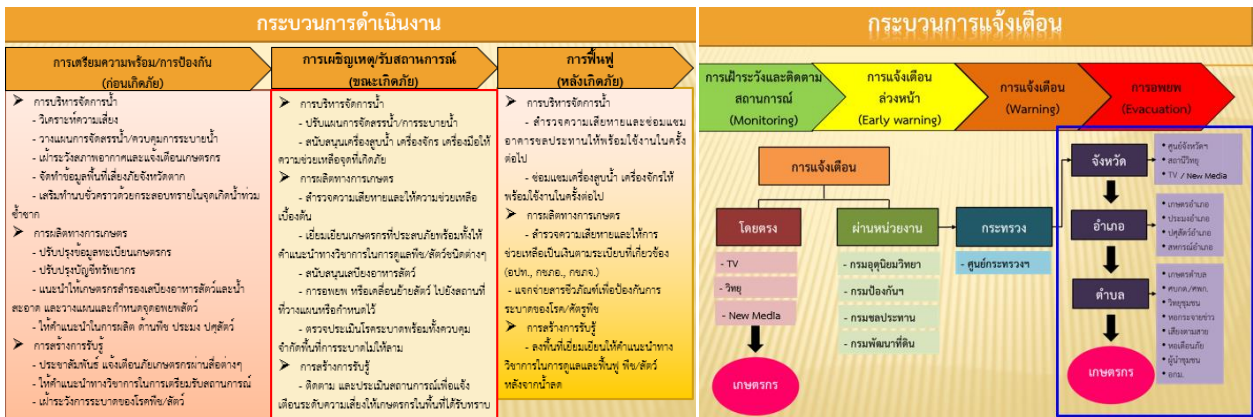 กระบวนการดำเนินงาน
การเตรียมความพร้อม/การป้องกัน
(ก่อนเกิดภัย)
การเผชิญเหตุ/รับสถานการณ์
(ขณะเกิดภัย)
การฟื้นฟู
(หลังเกิดภัย)
➤ การบริหารจัดการน้ำ
- วิเคราะห์ความเสี่ยง
- วางแผนการจัดสรรน้ำ/ควบคุมการระบายน้ำ
- เฝ้าระวังสภาพอากาศและแจ้งเตือนเกษตรกร
- จัดทำข้อมูลพื้นที่เสี่ยงภัยจังหวัดตาก
- เสริมทำนบชั่วคราวด้วยกระสอบทรายในจุดเกิดน้ำท่วม
ซ้ำซาก
➤ การผลิตทางการเกษตร
- ปรับปรุงข้อมูลทะเบียนเกษตรกร
- ปรับปรุงบัญชีทรัพยากร
- แนะนำให้เกษตรกรสำรองเสบียงอาหารสัตว์และน้ำ
สะอาด และวางแผนและกำหนดจุดอพยพสัตว์
- ให้คำแนะนำในการผลิต ด้านพืช ประมง ปศุสัตว์
➤ การสร้างการรับรู้
- ประชาสัมพันธ์ แจ้งเตือนภัยเกษตรกรผ่านสื่อต่างๆ
- ให้คำแนะนำทางวิชาการในการเตรียมรับสถานการณ์
- เฝ้าระวังการระบาดของโรคพืช/สัตว์
➤ การบริหารจัดการน้ำ
- ปรับแผนการจัดสรรน้ำ/การระบายน้ำ
- สนับสนุนเครื่องสูบน้ำ เครื่องจักร เครื่องมือให้
ความช่วยเหลือจุดที่เกิดภัย
➤ การผลิตทางการเกษตร
- สำรวจความเสียหายและให้ความช่วยเหลือ
เบื้องต้น
- เยี่ยมเยียนเกษตรกรที่ประสบภัยพร้อมทั้งให้
คำแนะนำทางวิชาการในการดูแลพืช/สัตว์ชนิดต่างๆ
- สนับสนุนเสบียงอาหารสัตว์
- การอพยพ หรือเคลื่อนย้ายสัตว์ ไปยังสถานที่
ที่วางแผนหรือกำหนดไว้
- ตรวจประเมินโรคระบาดพร้อมทั้งควบคุม
จำกัดพื้นที่การระบาดไม่ให้ลาม
➤ การสร้างการรับรู้
- ติดตาม และประเมินสถานการณ์เพื่อแจ้ง
เตือนระดับความเสี่ยงให้เกษตรกรในพื้นที่ได้รับทราบ
➤ การบริหารจัดการน้ำ
- สำรวจความเสียหายและซ่อมแซม
อาคารชลประทานให้พร้อมใช้งานในครั้ง
ต่อไป
- ซ่อมแซมเครื่องสูบน้ำ เครื่องจักรให้
พร้อมใช้งานในครั้งต่อไป
➤ การผลิตทางการเกษตร
- สำรวจความเสียหายและให้การ
ช่วยเหลือเป็นเงินตามระเบียบที่เกี่ยวข้อง
(อปท., กชภอ., กชภจ.)
- แจกจ่ายสารชีวภัณฑ์เพื่อป้องกันการ
ระบาดของโรค/ศัตรูพืช
➤ การสร้างการรับรู้
- ลงพื้นที่เยี่ยมเยียนให้คำแนะนำทาง
วิชาการในการดูแลและฟื้นฟู พืช/สัตว์
หลังจากน้ำลด
กระบวนการแจ้งเตือน
การเฝ้าระวังและติดตาม
สถานการณ์
(Monitoring)
การแจ้งเตือน
ล่วงหน้า
(Early warning)
การแจ้งเตือน
(Warning)
การอพยพ
(Evacuation)
การแจ้งเตือน
โดยตรง
ผ่านหน่วยงาน
กระทรวง
- TV
- วิทยุ
- New Media
- กรมอุตุนิยมวิทยา
- กรมป้องกันฯ
- กรมชลประทาน
- กรมพัฒนาที่ดิน
- ศูนย์กระทรวงฯ
เกษตรกร
จังหวัด
• ศูนย์จังหวัดฯ
• สถานีวิทยุ
• TV / New Media
อำเภอ
• เกษตรอำเภอ
• ประมงอำเภอ
• ปศุสัตว์อำเภอ
• สหกรณ์อำเภอ
ตำบล
• เกษตรตำบล
• ศบกต./ศพก.
• วิทยุชุมชน
• หอกระจายข่าว
• เสียงตามสาย
• หอเตือนภัย
• ผู้นำชุมชน
• อกม.
เกษตรกร